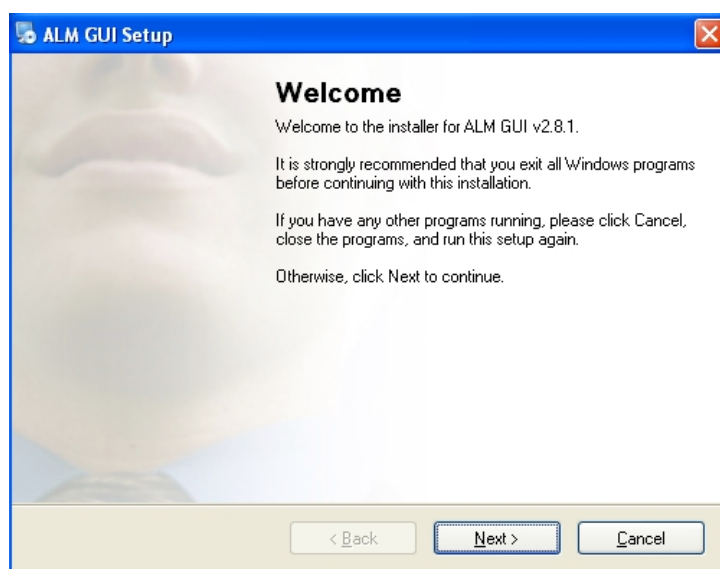 ALM GUI Setup
Welcome
Welcome to the installer for ALM GUI v2.8.1.
It is strongly recommended that you exit all Windows programs
before continuing with this installation.
If you have any other programs running, please click Cancel,
close the programs, and run this setup again.
Otherwise, click Next to continue.
< Back
Next >
Cancel